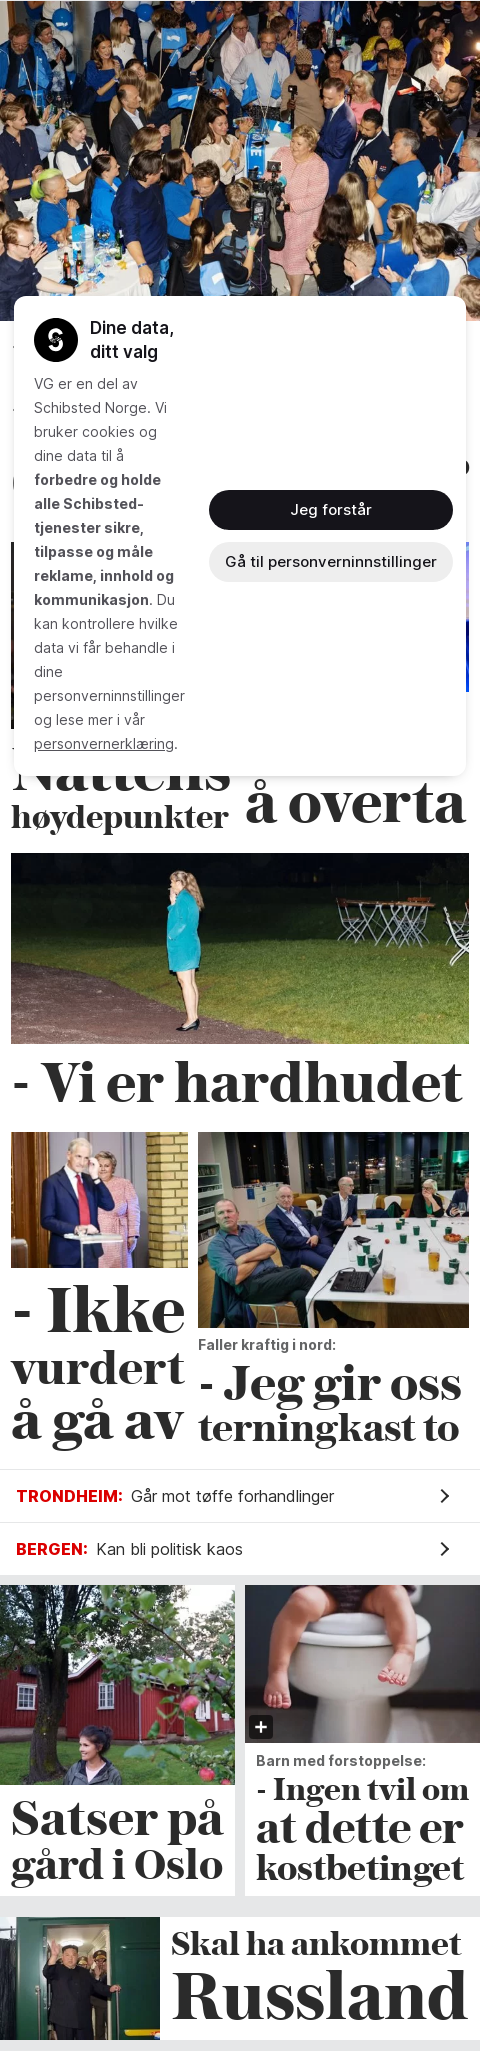 Dine data,
ditt valg
VG er en del av
Schibsted Norge. Vi
bruker cookies og
dine data til å
forbedre og holde
alle Schibsted-
tjenester sikre,
tilpasse og måle
reklame, innhold og
kommunikasjon. Du
kan kontrollere hvilke
data vi får behandle i
dine
personverninnstillinger
og lese mer i vår
personvernerklæring.
Jeg forstår
Gå til personverninnstillinger
Nattens
høydepunkter
å overta
- Vi er hardhudet
- Ikke
vurdert
å gå av
Faller kraftig i nord:
- Jeg gir oss
terningkast to
TRONDHEIM: Går mot tøffe forhandlinger
BERGEN: Kan bli politisk kaos
Satser på
gård i Oslo
Barn med forstoppelse:
- Ingen tvil om
at dette er
kostbetinget
Skal ha ankommet
Russland